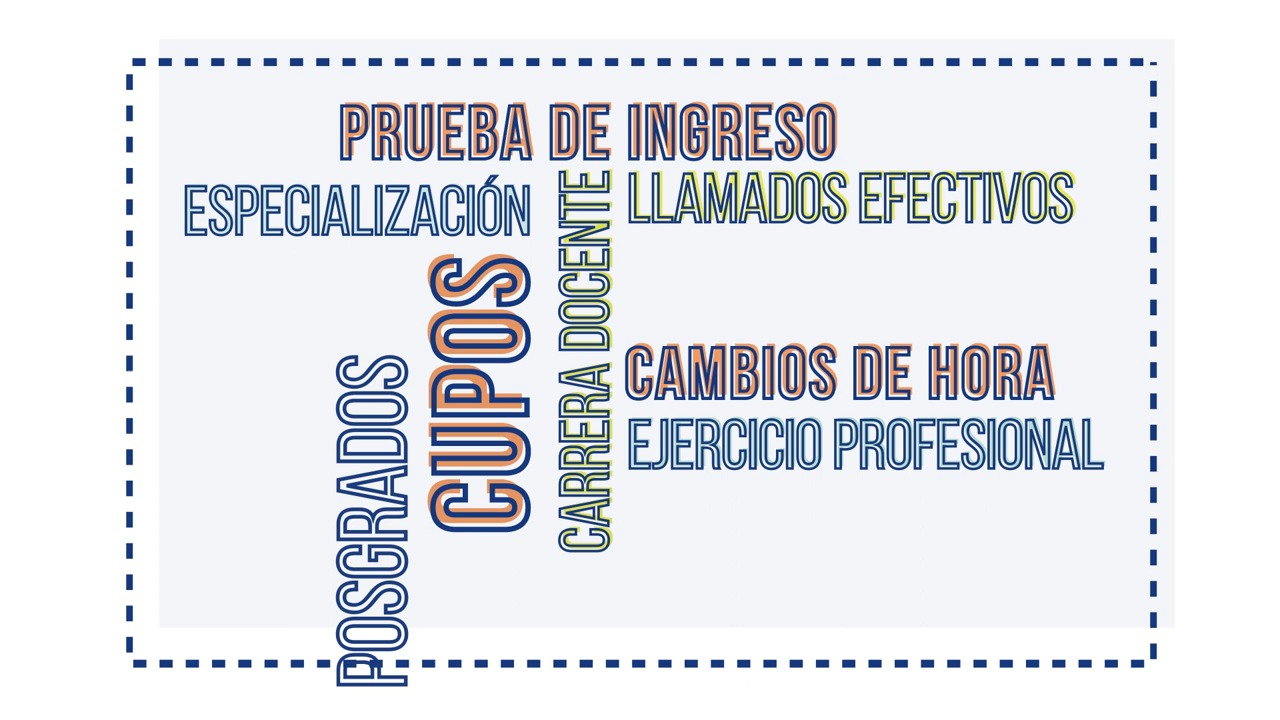 PRUEBA DE INGRESO
ESPECIALIZACIÓN
LLAMADOS EFECTIVOS
CARRERA DOCENTE
CUPOS
POSGRADOS
CAMBIOS DE HORA
EJERCICIO PROFESIONAL